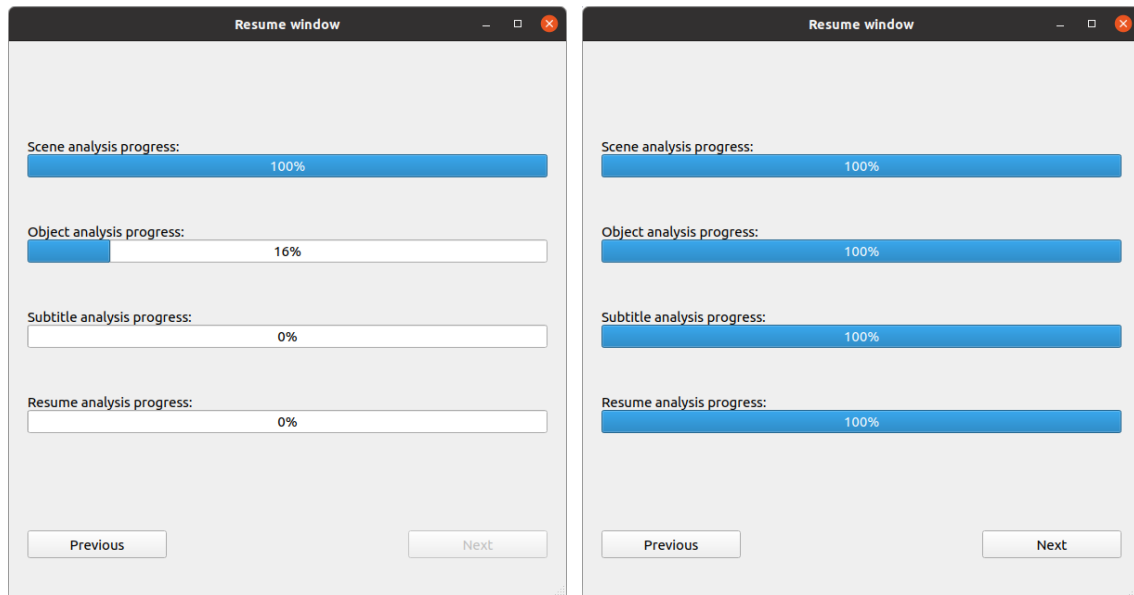 Resume window
Scene analysis progress:
100%
Object analysis progress:
16%
Subtitle analysis progress:
0%
Resume analysis progress:
0%
Previous
Next
Resume window
Scene analysis progress:
100%
Object analysis progress:
100%
Subtitle analysis progress:
100%
Resume analysis progress:
100%
Previous
Next